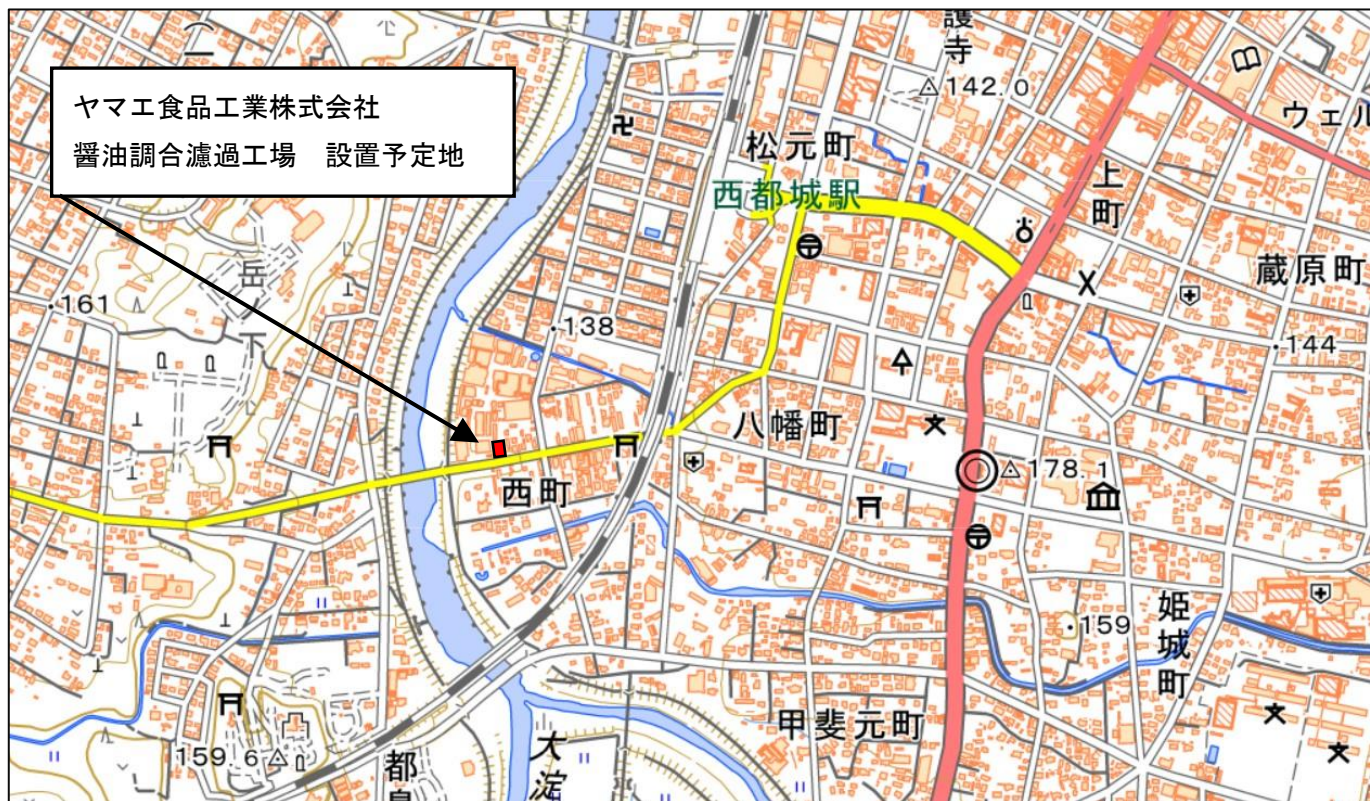 ヤマエ食品工業株式会社
醤油調合濾過工場　設置予定地
護寺
142.0
ウェル
松元町
西都城駅
上町
蔵原町
岳ノ下
161
138
144
八幡町
178.1
西町
159
姫城町
甲斐元町
159.6
都島
大淀